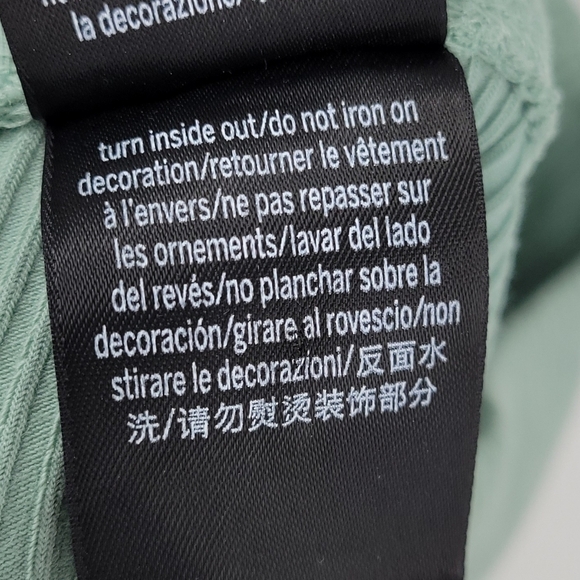 la decorazione/
turn inside out/do not iron on
decoration/retourner le vêtement
à l'envers/ne pas repasser sur
les ornements/lavar del lado
del revés/no planchar sobre la
decoración/girare al rovescio/non
stirare le decorazioni/反面水
洗/请勿熨烫装饰部分